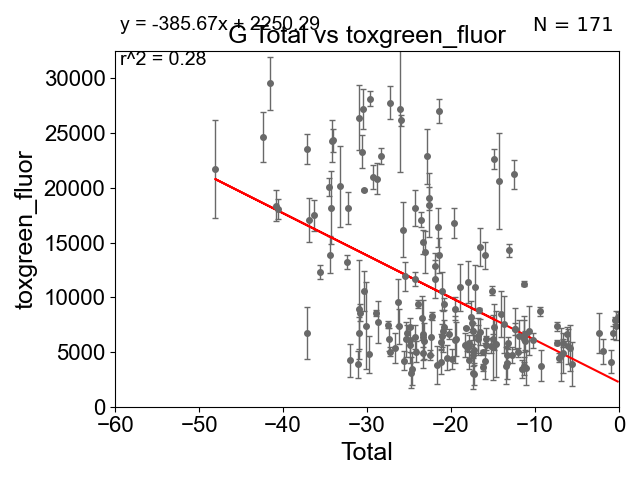 y = -385.67x + 2250.29
G Total vs toxgreen_fluor
N = 171
r^2 = 0.28
toxgreen_fluor
30000
25000
20000
15000
10000
5000
0
−60
−50
−40
−30
−20
−10
0
Total